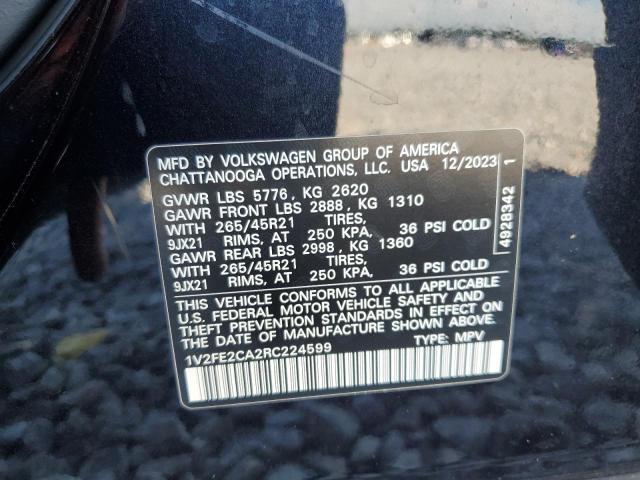 MFD BY VOLKSWAGEN GROUP OF AMERICA
CHATTANOOGA OPERATIONS, LLC. USA 12/2023
GVWR LBS 5776, KG 2620
GAWR FRONT LBS 2888, KG 1310
WITH 265/45R21 TIRES,
9JX21 RIMS, AT 250 KPA, 36 PSI COLD
GAWR REAR LBS 2998, KG 1360
WITH 265/45R21 TIRES,
9JX21 RIMS, AT 250 KPA, 36 PSI COLD
THIS VEHICLE CONFORMS TO ALL APPLICABLE
U.S. FEDERAL MOTOR VEHICLE SAFETY AND
THEFT PREVENTION STANDARDS IN EFFECT ON
THE DATE OF MANUFACTURE SHOWN ABOVE.
1V2FE2CA2RC224599 TYPE: MPV
4928342 1